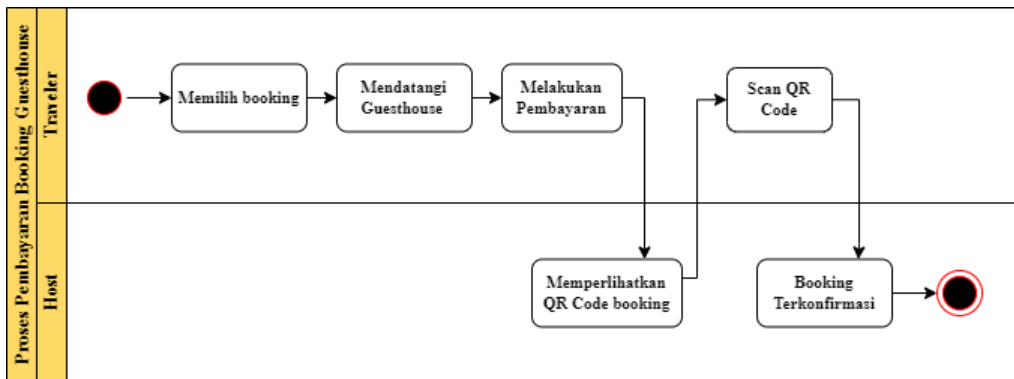 Proses Pembayaran Booking Guesthouse
Traveler
Memilih booking
Mendatangi
Guesthouse
Melakukan
Pembayaran
Scan QR
Code
Host
Memperlihatkan
QR Code booking
Booking
Terkonfirmasi